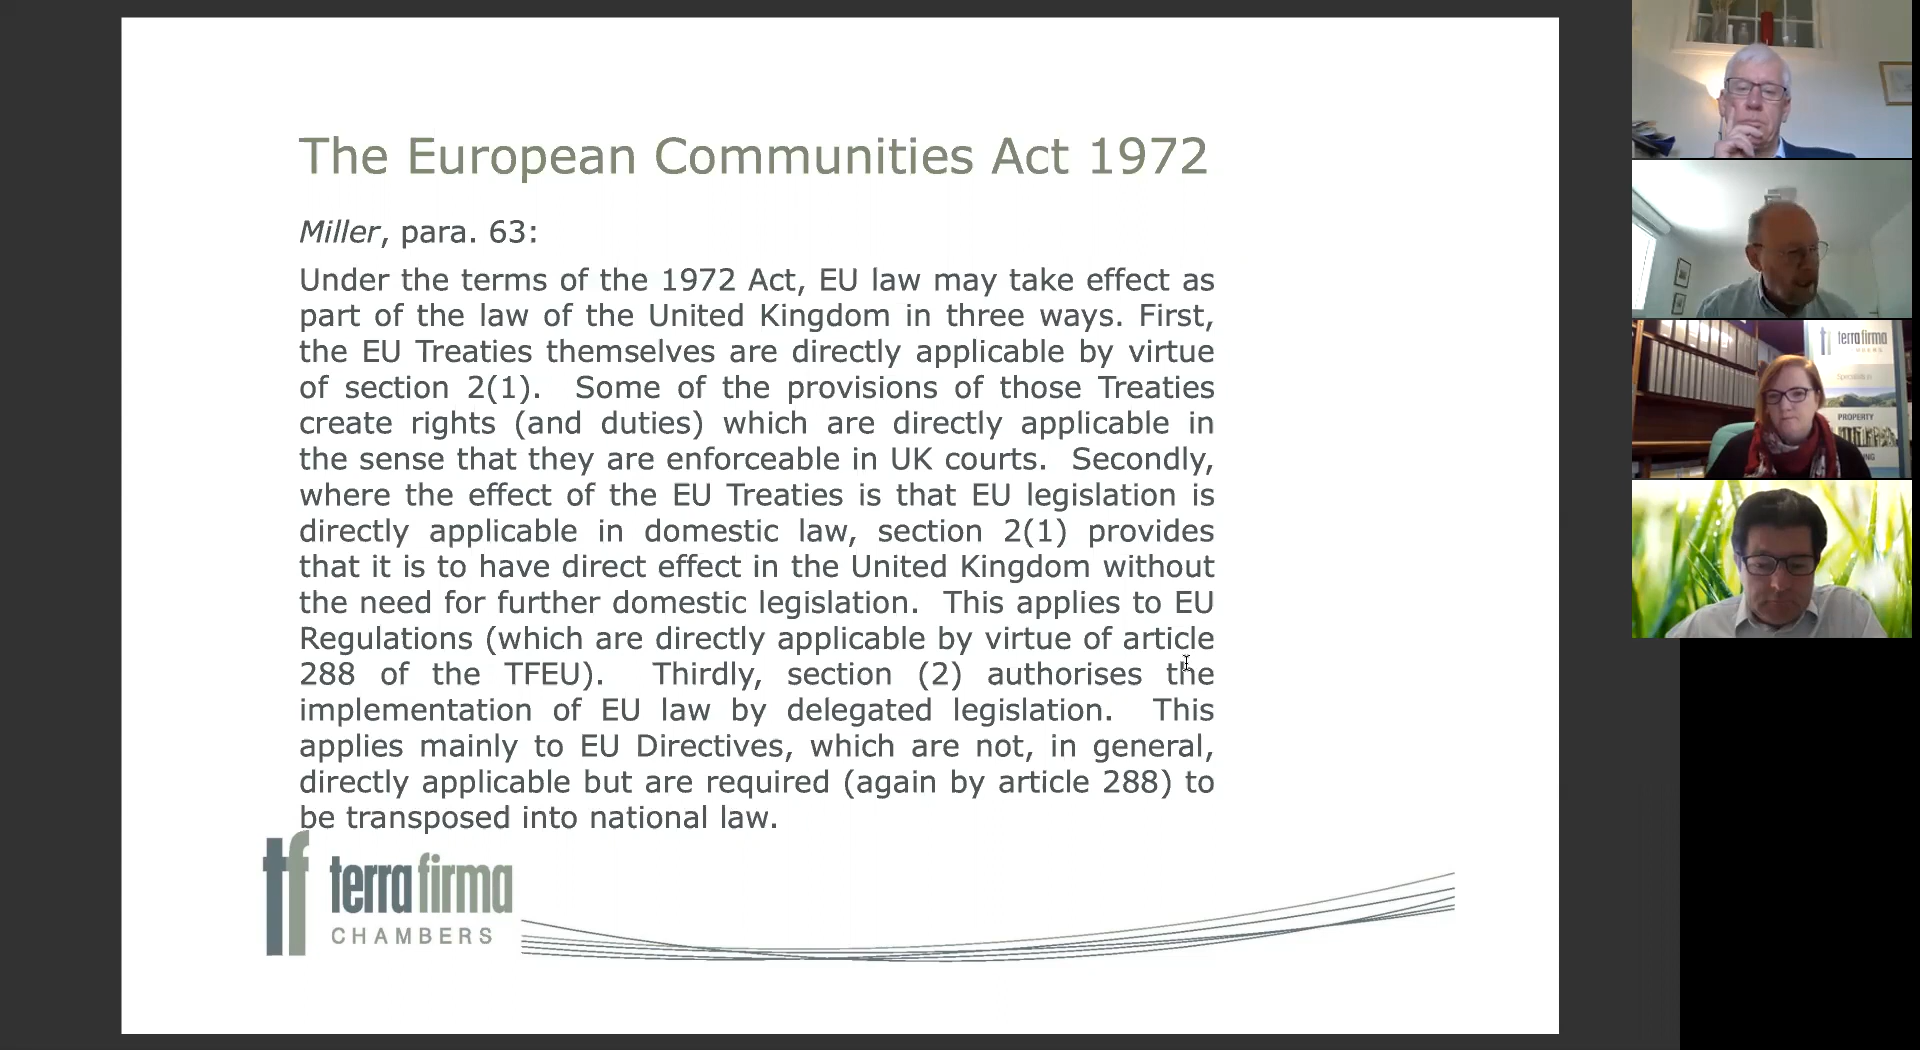 The European Communities Act 1972
Miller, para. 63:
Under the terms of the 1972 Act, EU law may take effect as
part of the law of the United Kingdom in three ways. First,
the EU Treaties themselves are directly applicable by virtue
of section 2(1). Some of the provisions of those Treaties
create rights (and duties) which are directly applicable in
the sense that they are enforceable in UK courts. Secondly,
where the effect of the EU Treaties is that EU legislation is
directly applicable in domestic law, section 2(1) provides
that it is to have direct effect in the United Kingdom without
the need for further domestic legislation. This applies to EU
Regulations (which are directly applicable by virtue of article
288 of the TFEU). Thirdly, section (2) authorises the
implementation of EU law by delegated legislation. This
applies mainly to EU Directives, which are not, in general,
directly applicable but are required (again by article 288) to
be transposed into national law.
tf terra firma
CHAMBERS
tf terra firma
PROPERTY